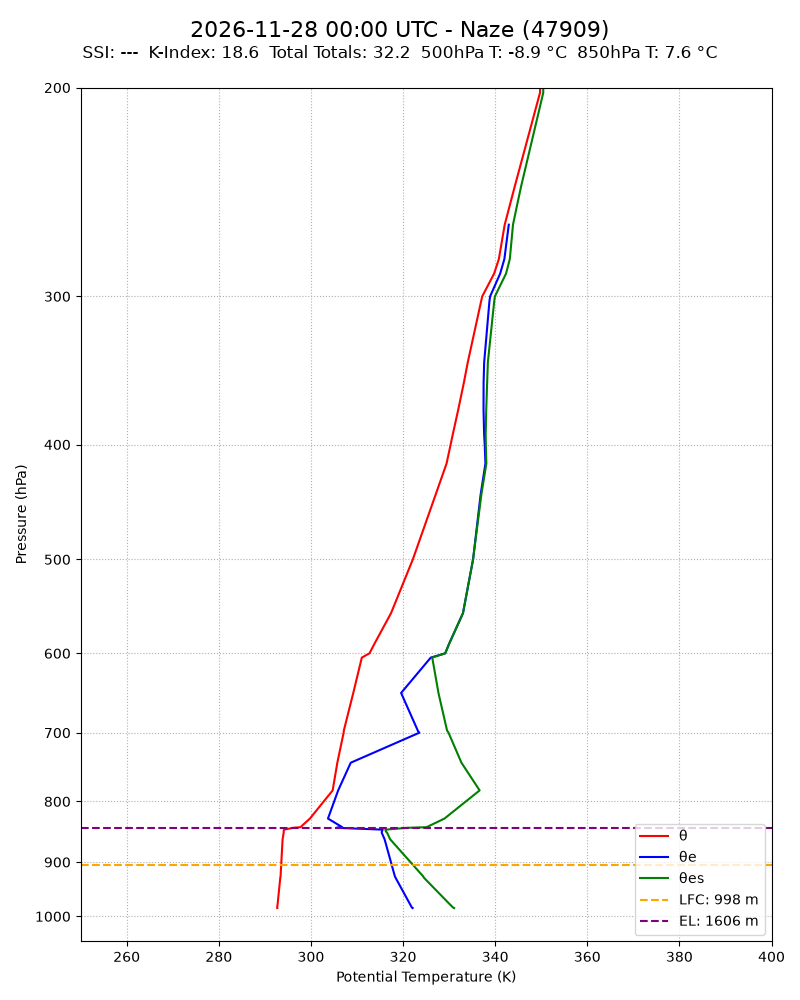 2026-11-28 00:00 UTC - Naze (47909)
SSI: ---  K-Index: 18.6  Total Totals: 32.2  500hPa T: -8.9 °C  850hPa T: 7.6 °C
200
300
400
500
600
700
800
900
1000
Pressure (hPa)
θ
θe
θes
LFC: 998 m
EL: 1606 m
260
280
300
320
340
360
380
400
Potential Temperature (K)